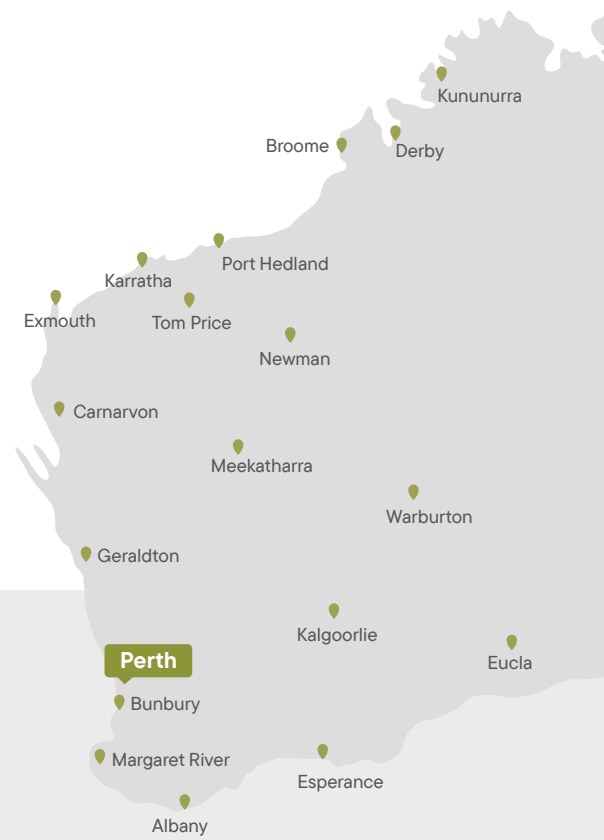 Kununurra
Broome
Derby
Port Hedland
Karratha
Exmouth
Tom Price
Newman
Carnarvon
Meekatharra
Warburton
Geraldton
Kalgoorlie
Perth
Eucla
Bunbury
Margaret River
Esperance
Albany